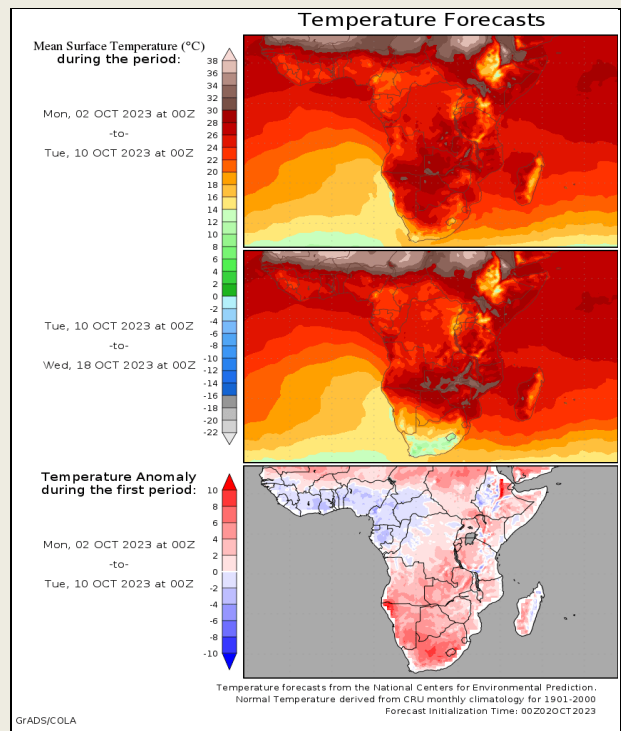 Temperature Forecasts
Mean Surface Temperature (°C)
during the period:
38
36
34
32
30
28
26
24
22
20
18
16
14
12
10
8
6
4
2
0
-2
-4
-6
-8
-10
-12
-14
-16
-18
-20
-22
Mon, 02 OCT 2023 at 00Z
-to-
Tue, 10 OCT 2023 at 00Z
Tue, 10 OCT 2023 at 00Z
-to-
Wed, 18 OCT 2023 at 00Z
Temperature Anomaly
during the first period:
10
8
6
4
2
0
-2
-4
-6
-8
-10
Mon, 02 OCT 2023 at 00Z
-to-
Tue, 10 OCT 2023 at 00Z
Temperature forecasts from the National Centers for Environmental Prediction.
Normal Temperature derived from CRU monthly climatology for 1901-2000
Forecast Initialization Time: 00Z02OCT2023
GrADS/COLA